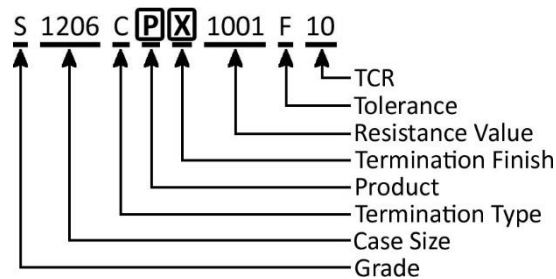 S 1206 C P X 1001 F 10
TCR
Tolerance
Resistance Value
Termination Finish
Product
Termination Type
Case Size
Grade